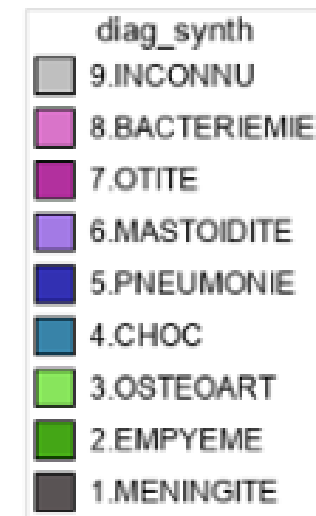 diag_synth
9.INCONNU
8.BACTERIEMIE
7.OTITE
6.MASTOIDITE
5.PNEUMONIE
4.CHOC
3.OSTEOART
2.EMPYEME
1.MENINGITE